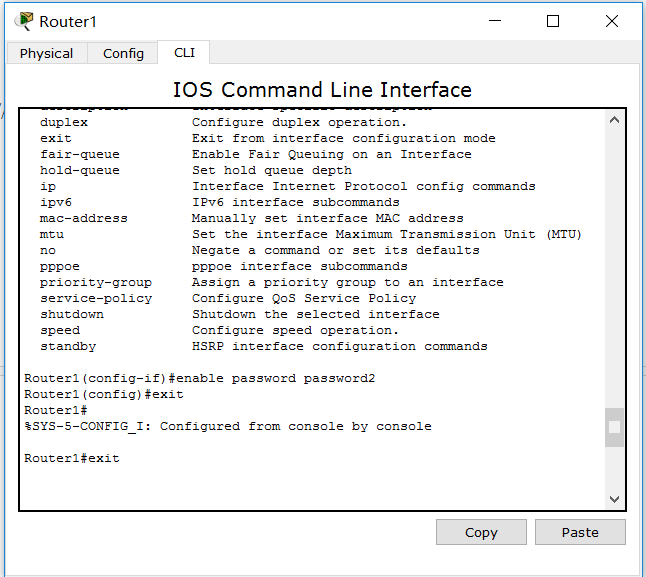 Router1
Physical Config CLI
IOS Command Line Interface
duplex Configure duplex operation.
exit Exit from interface configuration mode
fair-queue Enable Fair Queuing on an Interface
hold-queue Set hold queue depth
ip Interface Internet Protocol config commands
ipv6 IPv6 interface subcommands
mac-address Manually set interface MAC address
mtu Set the interface Maximum Transmission Unit (MTU)
no Negate a command or set its defaults
pppoe pppoe interface subcommands
priority-group Assign a priority group to an interface
service-policy Configure QoS Service Policy
shutdown Shutdown the selected interface
speed Configure speed operation.
standby HSRP interface configuration commands
Router1(config-if)#enable password password2
Router1(config)#exit
Router1#
%SYS-5-CONFIG_I: Configured from console by console
Router1#exit
Copy Paste